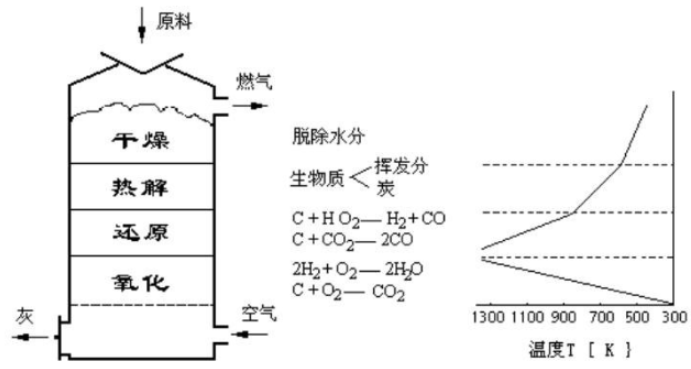 原料
燃气
干燥
热解
还原
氧化
灰
空气
脱除水分
生物质 < 挥发分
炭
C+HO₂— H₂+CO
C+CO₂— 2CO
2H₂+O₂— 2H₂O
C+O₂— CO₂
1300 1100 900 700 500 300
温度T [ K }